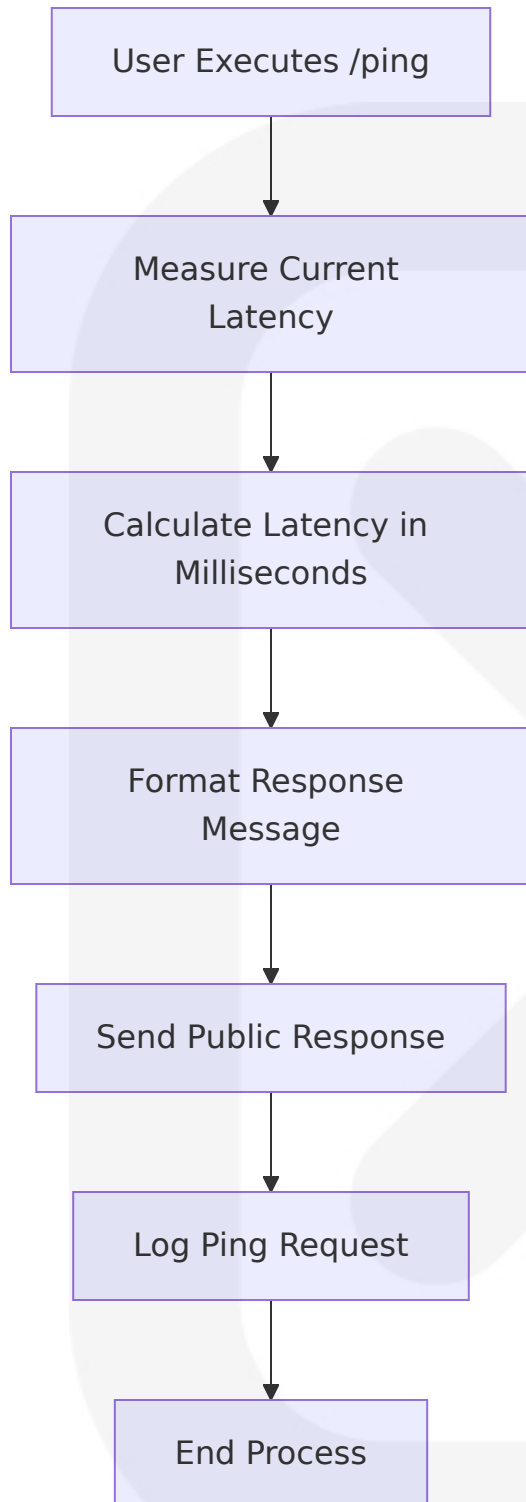 User Executes /ping
Measure Current
Latency
Calculate Latency in
Milliseconds
Format Response
Message
Send Public Response
Log Ping Request
End Process